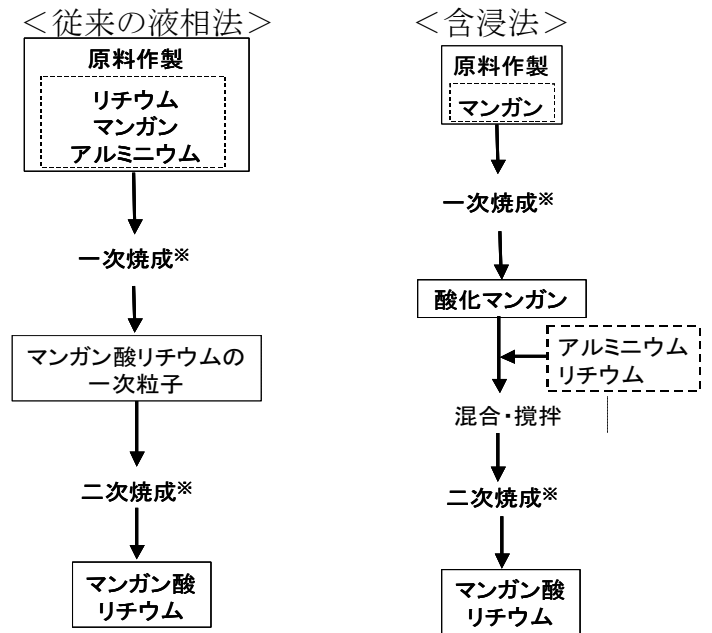 <従来の液相法>
原料作製
リチウム
マンガン
アルミニウム
一次焼成※
マンガン酸リチウムの
一次粒子
二次焼成※
マンガン酸
リチウム
<含浸法>
原料作製
マンガン
一次焼成※
酸化マンガン
アルミニウム
リチウム
混合・撹拌
二次焼成※
マンガン酸
リチウム